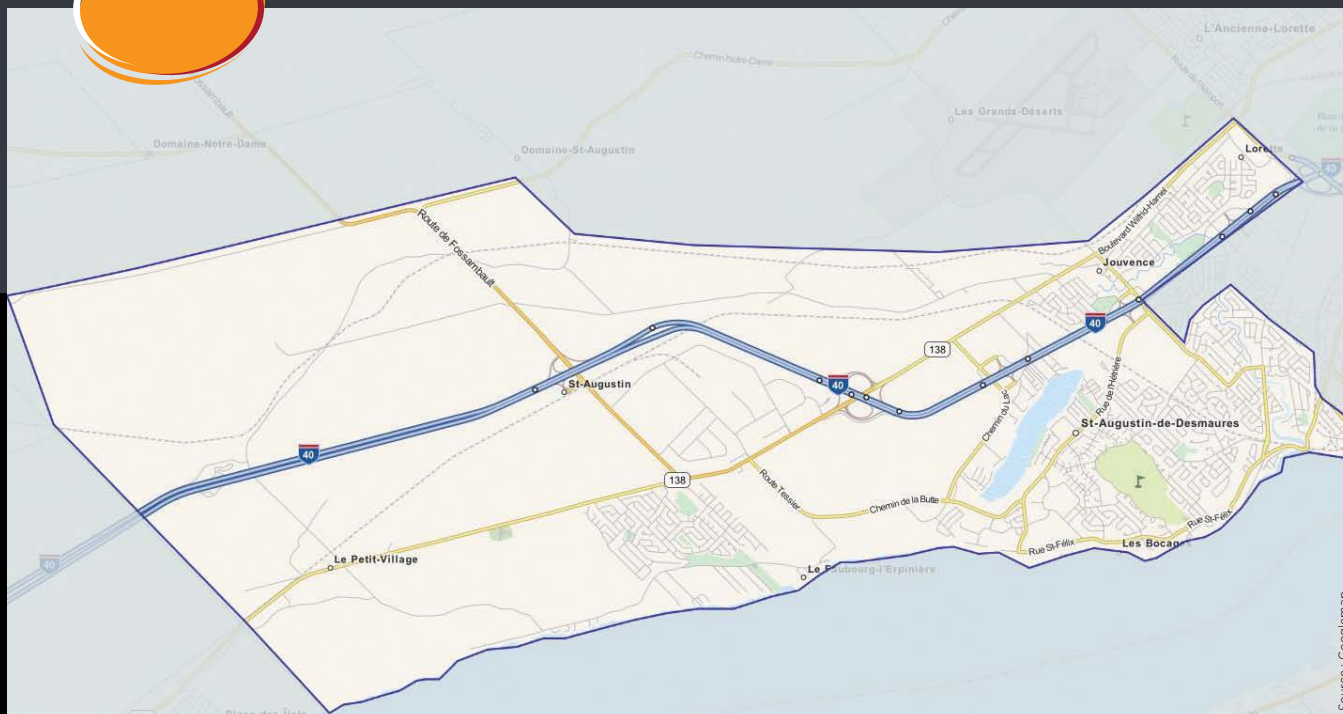 L'Ancienne-Lorette
Chemin Notre-Dame
Les Grands-Déserts
Domaine-Notre-Dame
Domaine-St-Augustin
Route de Fossambault
Boulevard Wilfrid-Hamel
Jouvence
40
138
40
St-Augustin
Chemin du Lac
Rue de l'Hêtrière
St-Augustin-de-Desmaures
40
138
Route Tessier
Chemin de la Butte
Rue St-Félix
Rue St-Félix
Les Bocages
Le Petit-Village
Le Faubourg-l'Erpinière
40